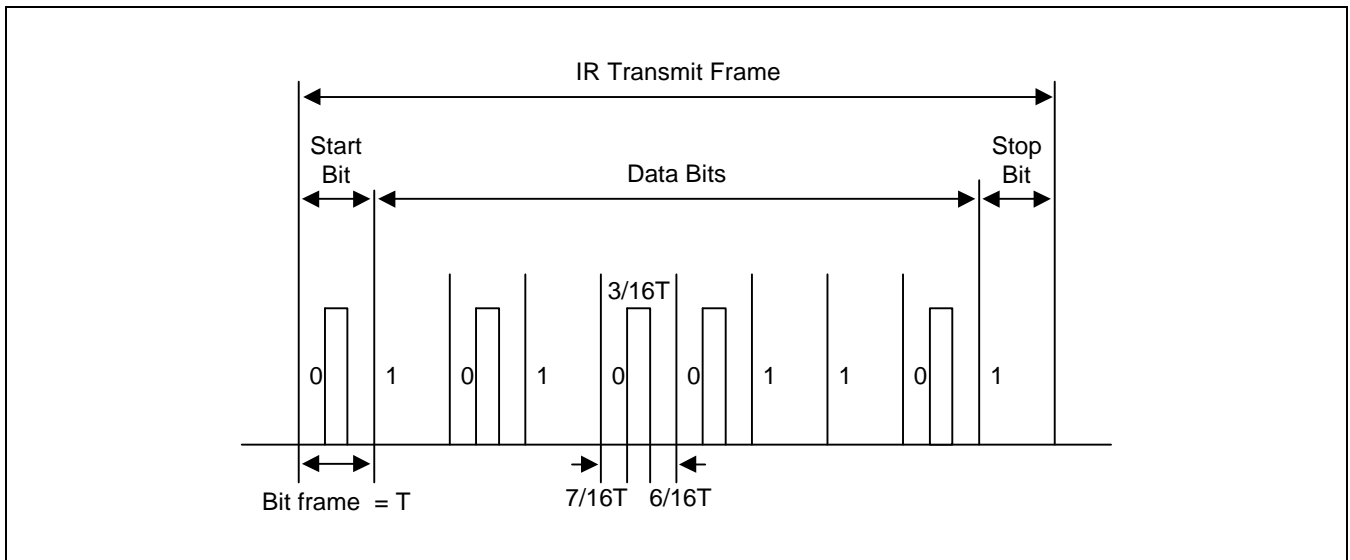 IR Transmit Frame
Start
Bit
Data Bits
Stop
Bit
3/16T
0 1 0 1 0 0 1 1 0 1
Bit frame = T
7/16T 6/16T